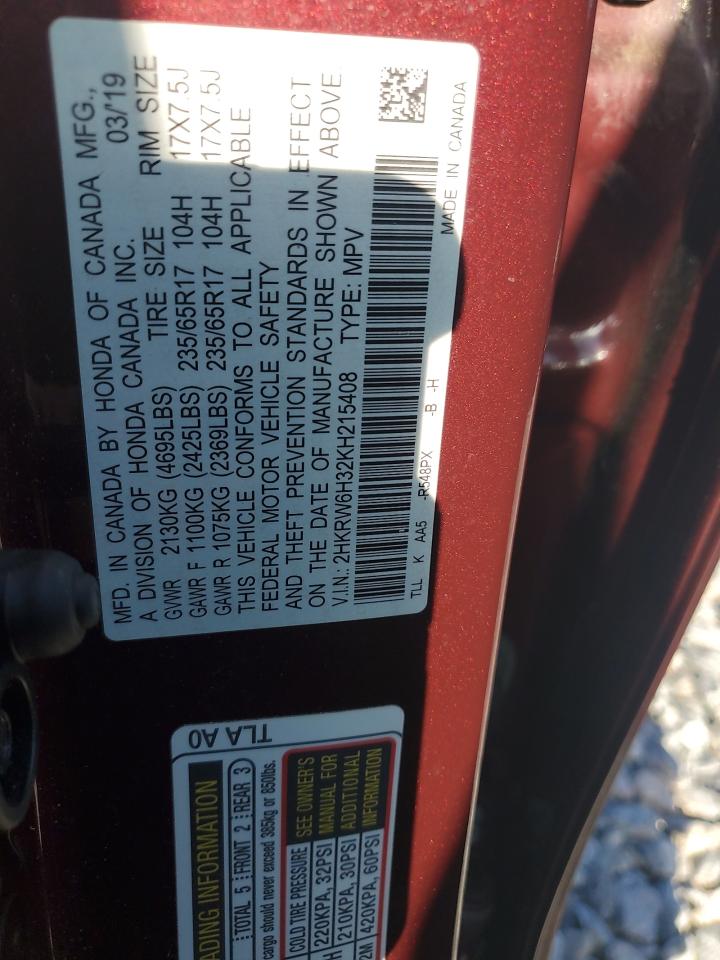 MFD. IN CANADA BY HONDA OF CANADA MFG.,
A DIVISION OF HONDA CANADA INC. 03/'19
GVWR 2130KG (4695LBS) TIRE SIZE RIM SIZE
GAWR F 1100KG (2425LBS) 235/65R17 104H 17X7.5J
GAWR R 1075KG (2369LBS) 235/65R17 104H 17X7.5J
THIS VEHICLE CONFORMS TO ALL APPLICABLE
FEDERAL MOTOR VEHICLE SAFETY
AND THEFT PREVENTION STANDARDS IN EFFECT
ON THE DATE OF MANUFACTURE SHOWN ABOVE.
V.I.N.: 2HKRW6H32KH215408 TYPE: MPV
TLL K AA5 -R548PX -B -H
MADE IN CANADA
TLA A0
ADING INFORMATION
TOTAL 5 FRONT 2 REAR 3
cargo should never exceed 385kg or 850lbs.
COLD TIRE PRESSURE
220KPA, 32PSI
210KPA, 30PSI
420KPA, 60PSI
SEE OWNER'S
MANUAL FOR
ADDITIONAL
INFORMATION